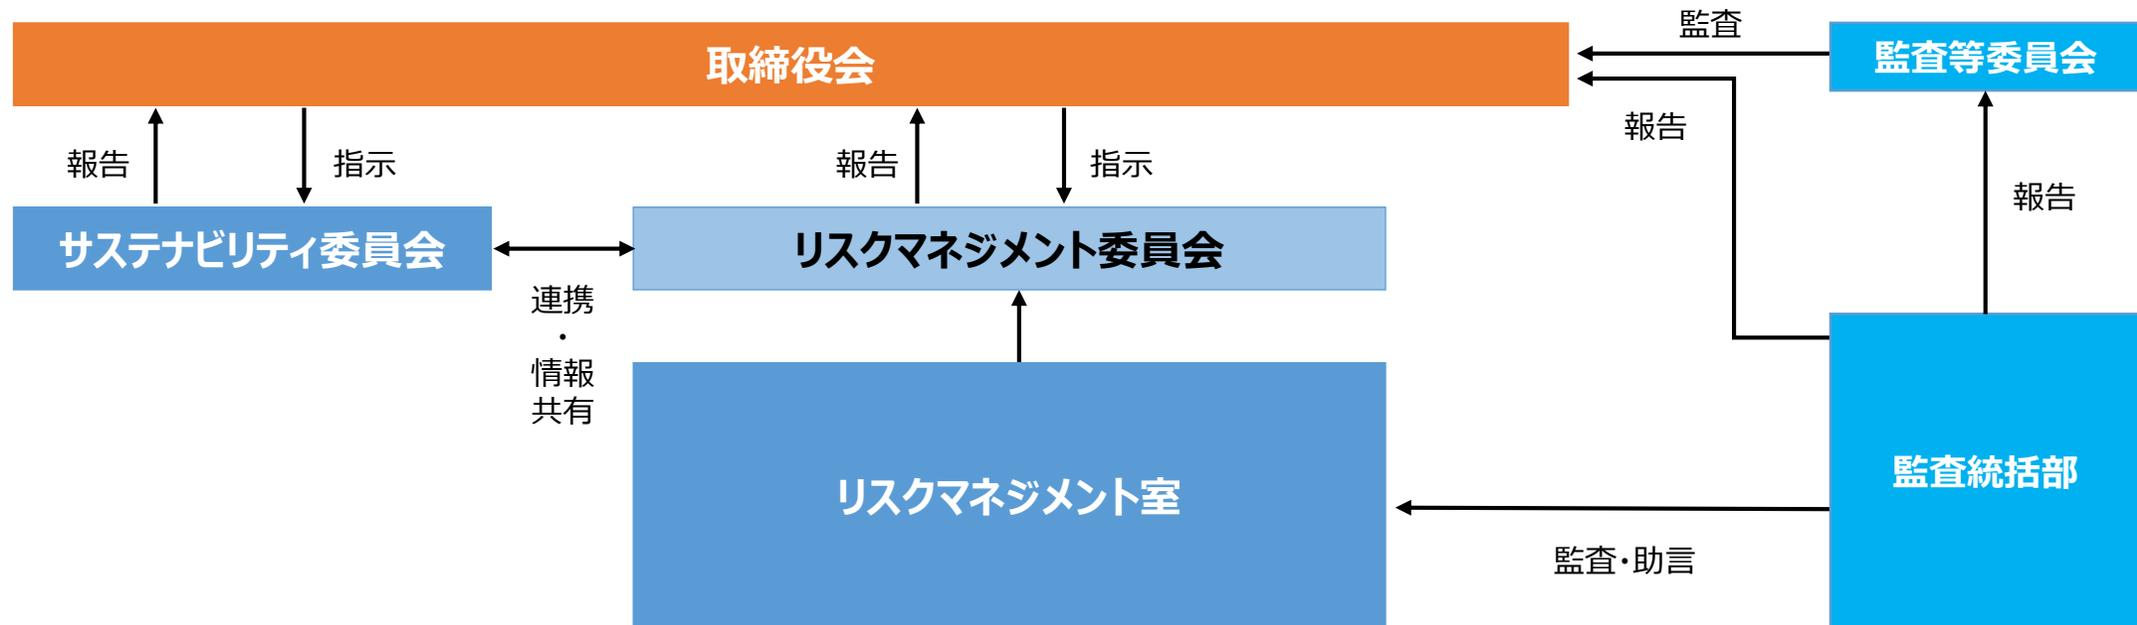 監査
取締役会
監査等委員会
報告
報告
指示
報告
指示
報告
サステナビリティ委員会
リスクマネジメント委員会
連携
・
情報
共有
リスクマネジメント室
監査統括部
監査・助言